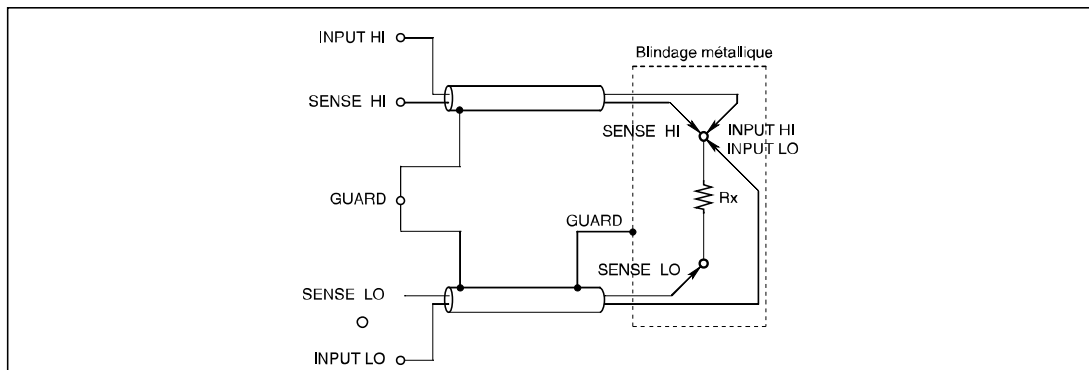 INPUT HI
Blindage métallique
SENSE HI
SENSE HI
INPUT HI
INPUT LO
GUARD
Rx
GUARD
SENSE LO
SENSE LO
INPUT LO